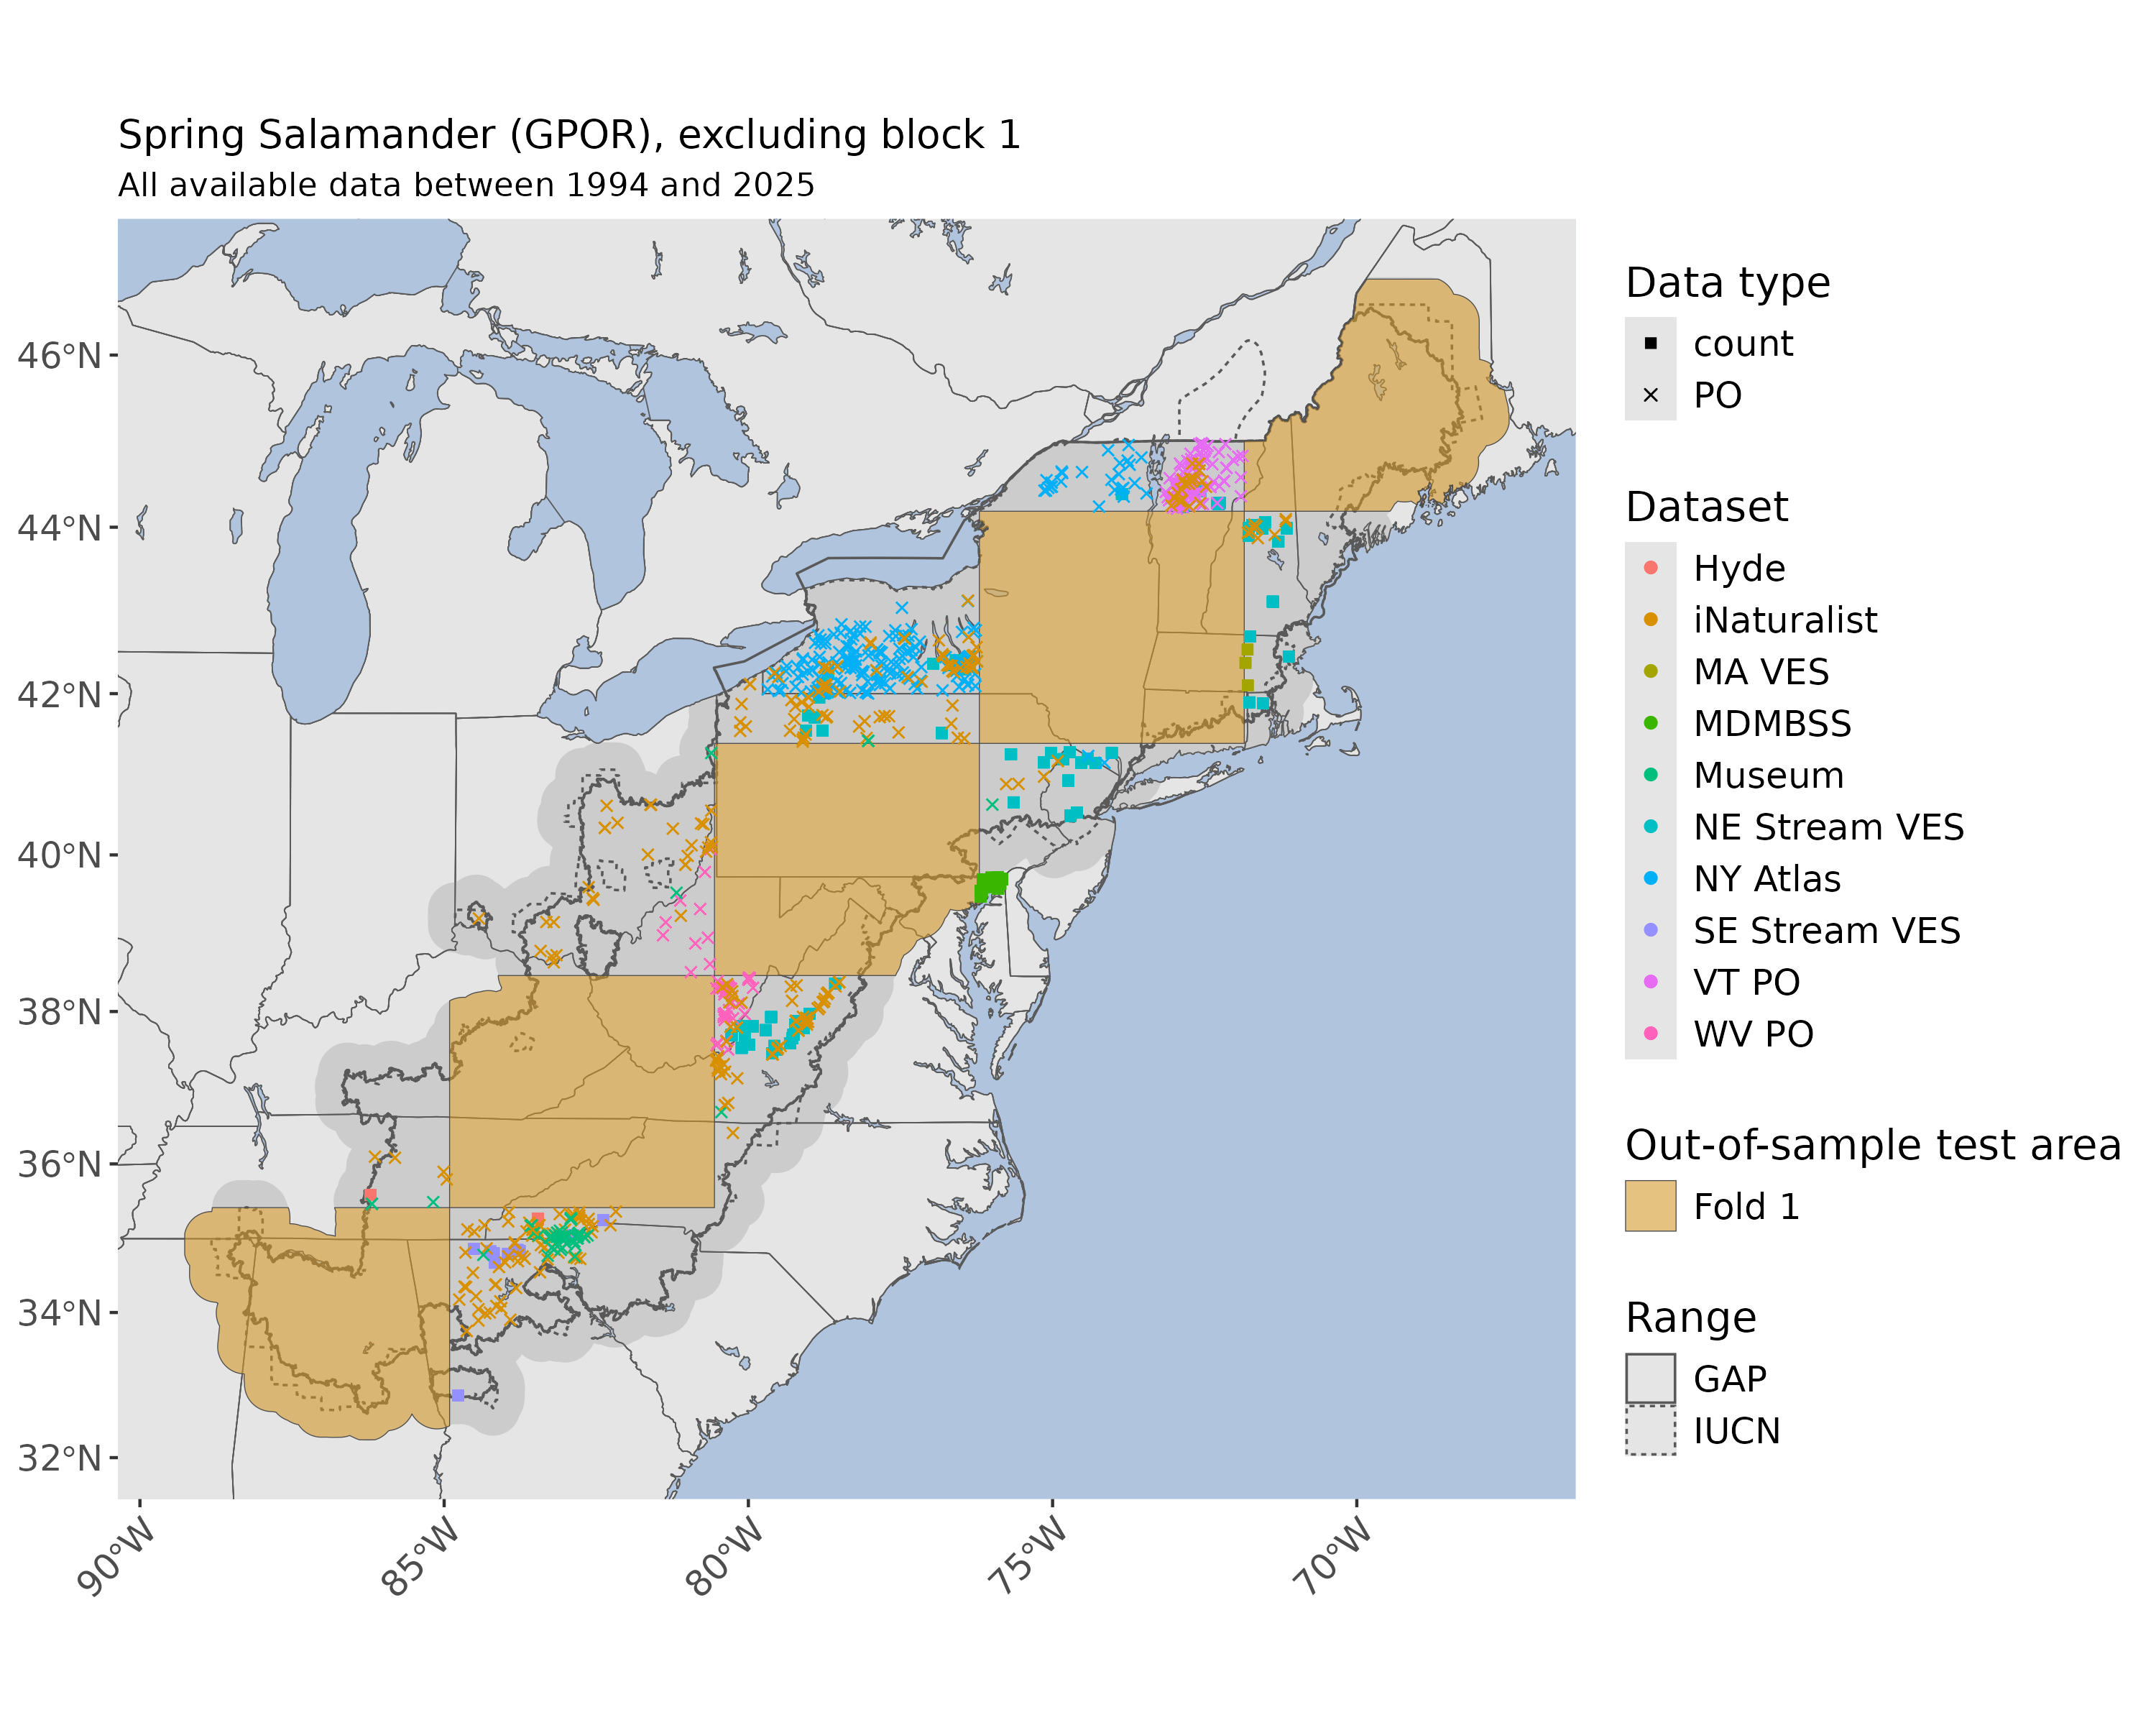 Spring Salamander (GPOR), excluding block 1
All available data between 1994 and 2025
46°N
44°N
42°N
40°N
38°N
36°N
34°N
32°N
90°W
85°W
80°W
75°W
70°W
Data type
count
PO
Dataset
Hyde
iNaturalist
MA VES
MDMBSS
Museum
NE Stream VES
NY Atlas
SE Stream VES
VT PO
WV PO
Out-of-sample test area
Fold 1
Range
GAP
IUCN